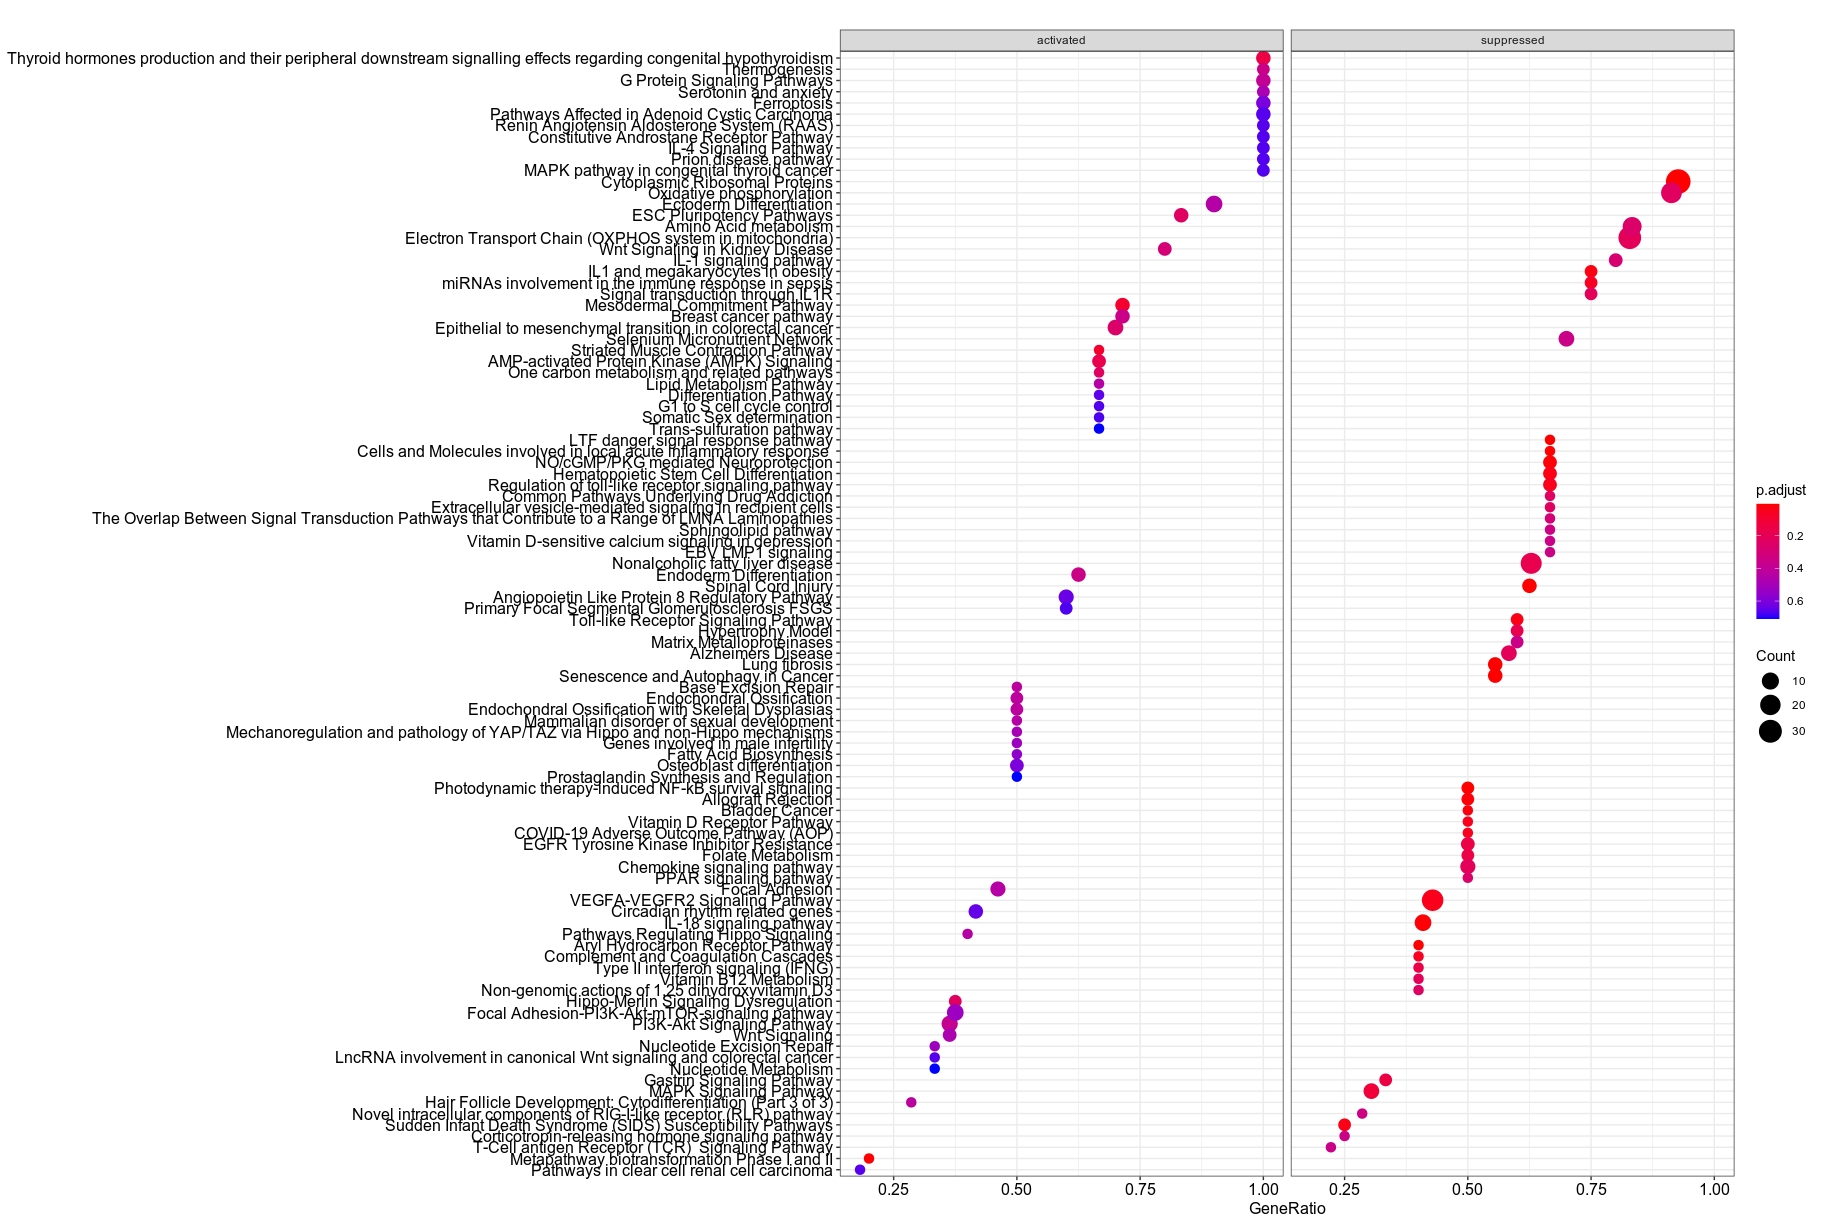 activated
suppressed
Thyroid hormones production and their peripheral downstream signalling effects regarding congenital hypothyroidism
Thermogenesis
G Protein Signaling Pathways
Serotonin and anxiety
Ferroptosis
Pathways Affected in Adenoid Cystic Carcinoma
Renin Angiotensin Aldosterone System (RAAS)
Constitutive Androstane Receptor Pathway
IL-4 Signaling Pathway
Prion disease pathway
MAPK pathway in congenital thyroid cancer
Cytoplasmic Ribosomal Proteins
Oxidative phosphorylation
Ectoderm Differentiation
ESC Pluripotency Pathways
Amino Acid metabolism
Electron Transport Chain (OXPHOS system in mitochondria)
Wnt Signaling in Kidney Disease
IL-1 signaling pathway
IL1 and megakaryocytes in obesity
miRNAs involvement in the immune response in sepsis
Signal transduction through IL1R
Mesodermal Commitment Pathway
Breast cancer pathway
Epithelial to mesenchymal transition in colorectal cancer
Selenium Micronutrient Network
Striated Muscle Contraction Pathway
AMP-activated Protein Kinase (AMPK) Signaling
One carbon metabolism and related pathways
Lipid Metabolism Pathway
Differentiation Pathway
G1 to S cell cycle control
Somatic Sex determination
Trans-sulfuration pathway
LTF danger signal response pathway
Cells and Molecules involved in local acute inflammatory response
NO/cGMP/PKG mediated Neuroprotection
Hematopoietic Stem Cell Differentiation
Regulation of toll-like receptor signaling pathway
Common Pathways Underlying Drug Addiction
Extracellular vesicle-mediated signaling in recipient cells
The Overlap Between Signal Transduction Pathways that Contribute to a Range of LMNA Laminopathies
Sphingolipid pathway
Vitamin D-sensitive calcium signaling in depression
EBV LMP1 signaling
Nonalcoholic fatty liver disease
Endoderm Differentiation
Spinal Cord Injury
Angiopoietin Like Protein 8 Regulatory Pathway
Primary Focal Segmental Glomerulosclerosis FSGS
Toll-like Receptor Signaling Pathway
Hypertrophy Model
Matrix Metalloproteinases
Alzheimers Disease
Lung fibrosis
Senescence and Autophagy in Cancer
Base Excision Repair
Endochondral Ossification
Endochondral Ossification with Skeletal Dysplasias
Mammalian disorder of sexual development
Mechanoregulation and pathology of YAP/TAZ via Hippo and non-Hippo mechanisms
Genes involved in male infertility
Fatty Acid Biosynthesis
Osteoblast differentiation
Prostaglandin Synthesis and Regulation
Photodynamic therapy-induced NF-kB survival signaling
Allograft Rejection
Bladder Cancer
Vitamin D Receptor Pathway
COVID-19 Adverse Outcome Pathway (AOP)
EGFR Tyrosine Kinase Inhibitor Resistance
Folate Metabolism
Chemokine signaling pathway
PPAR signaling pathway
Focal Adhesion
VEGFA-VEGFR2 Signaling Pathway
Circadian rhythm related genes
IL-18 signaling pathway
Pathways Regulating Hippo Signaling
Aryl Hydrocarbon Receptor Pathway
Complement and Coagulation Cascades
Type II interferon signaling (IFNG)
Vitamin B12 Metabolism
Non-genomic actions of 1,25 dihydroxyvitamin D3
Hippo-Merlin Signaling Dysregulation
Focal Adhesion-PI3K-Akt-mTOR-signaling pathway
PI3K-Akt Signaling Pathway
Wnt Signaling
Nucleotide Excision Repair
LncRNA involvement in canonical Wnt signaling and colorectal cancer
Nucleotide Metabolism
Gastrin Signaling Pathway
MAPK Signaling Pathway
Hair Follicle Development: Cytodifferentiation (Part 3 of 3)
Novel intracellular components of RIG-I-like receptor (RLR) pathway
Sudden Infant Death Syndrome (SIDS) Susceptibility Pathways
Corticotropin-releasing hormone signaling pathway
T-Cell antigen Receptor (TCR)  Signaling Pathway
Metapathway biotransformation Phase I and II
Pathways in clear cell renal cell carcinoma
0.25 0.50 0.75 1.00
0.25 0.50 0.75 1.00
GeneRatio
p.adjust
0.2
0.4
0.6
Count
10
20
30